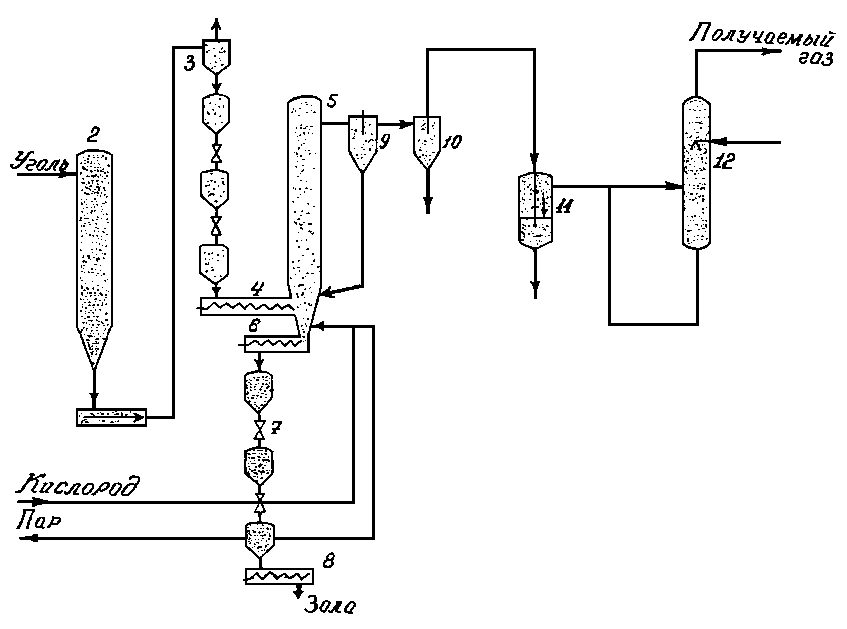 Получаемый
газ
3
5
2
9
10
Уголь
12
11
4
6
7
Кислород
Пар
8
Зола